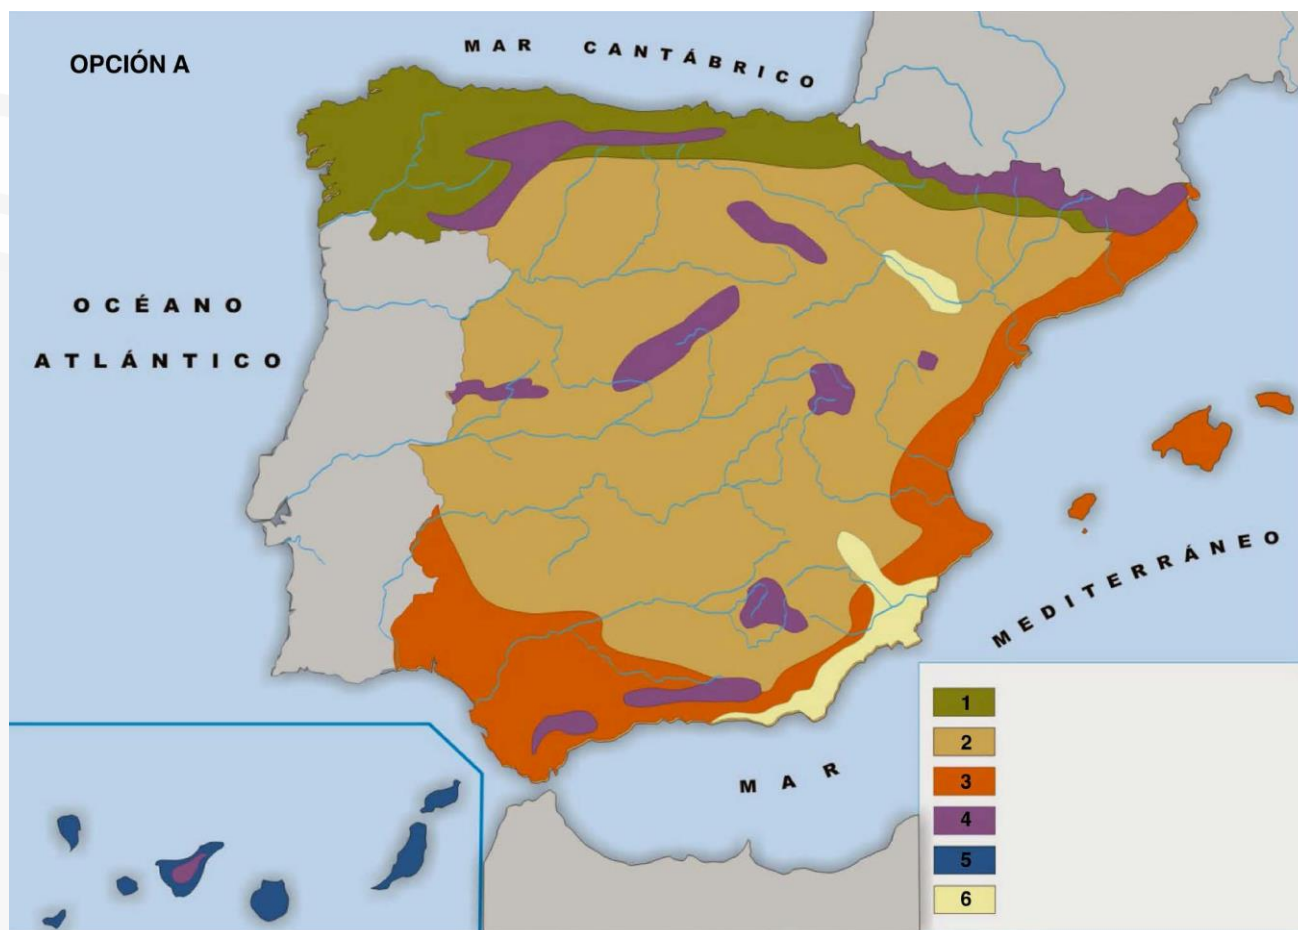 OPCIÓN A
MAR CANTÁBRICO
OCÉANO
ATLÁNTICO
MAR MEDITERRÁNEO
1
2
3
4
5
6